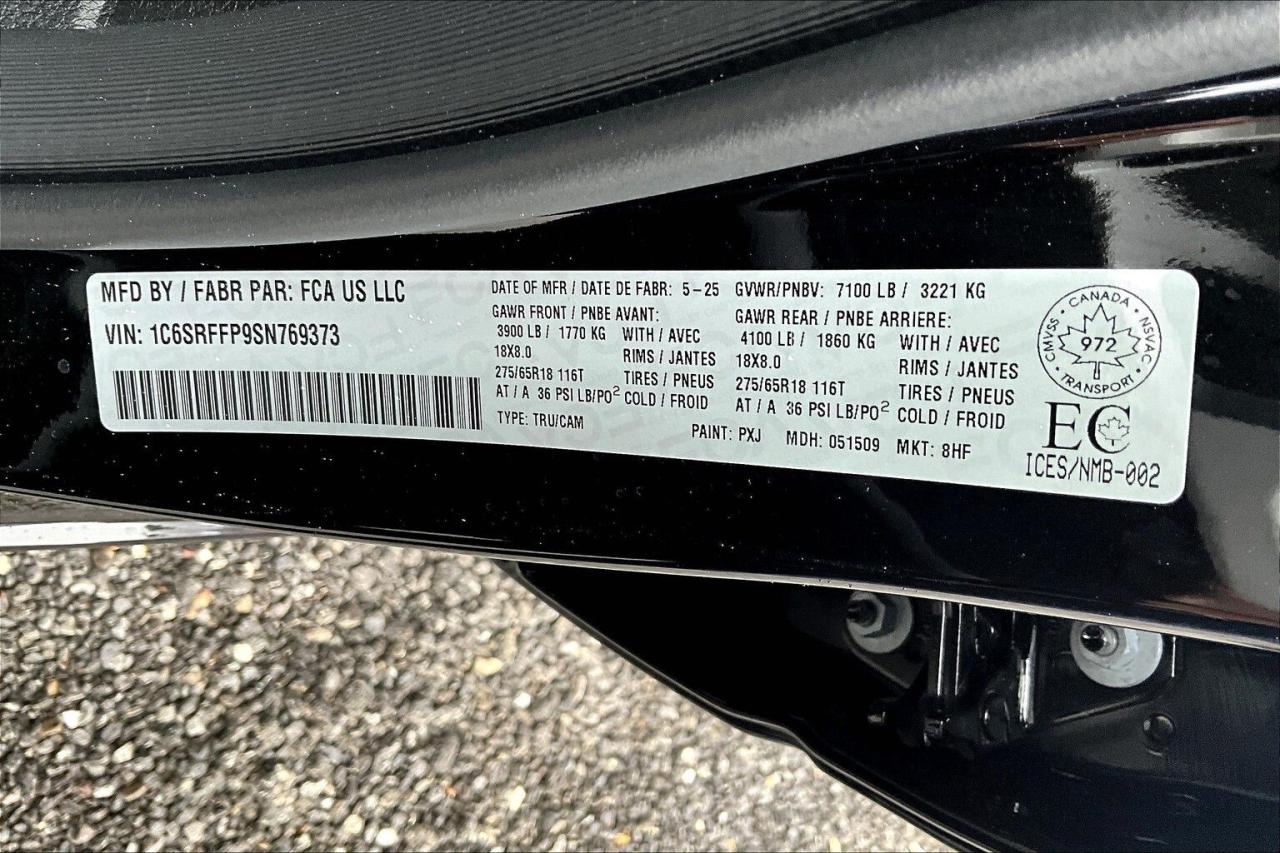 MFD BY / FABR PAR: FCA US LLC
VIN: 1C6SRFFP9SN769373
DATE OF MFR / DATE DE FABR: 5-25
GAWR FRONT / PNBE AVANT:
3900 LB / 1770 KG WITH / AVEC
18X8.0 RIMS / JANTES
275/65R18 116T TIRES / PNEUS
AT / A 36 PSI LB/PO² COLD / FROID
TYPE: TRU/CAM
GVWR/PNBV: 7100 LB / 3221 KG
GAWR REAR / PNBE ARRIERE:
4100 LB / 1860 KG WITH / AVEC
18X8.0 RIMS / JANTES
275/65R18 116T TIRES / PNEUS
AT / A 36 PSI LB/PO² COLD / FROID
PAINT: PXJ MDH: 051509 MKT: 8HF
CMVSS · CANADA · NSVAC · TRANSPORT ·
972
EC
ICES/NMB-002